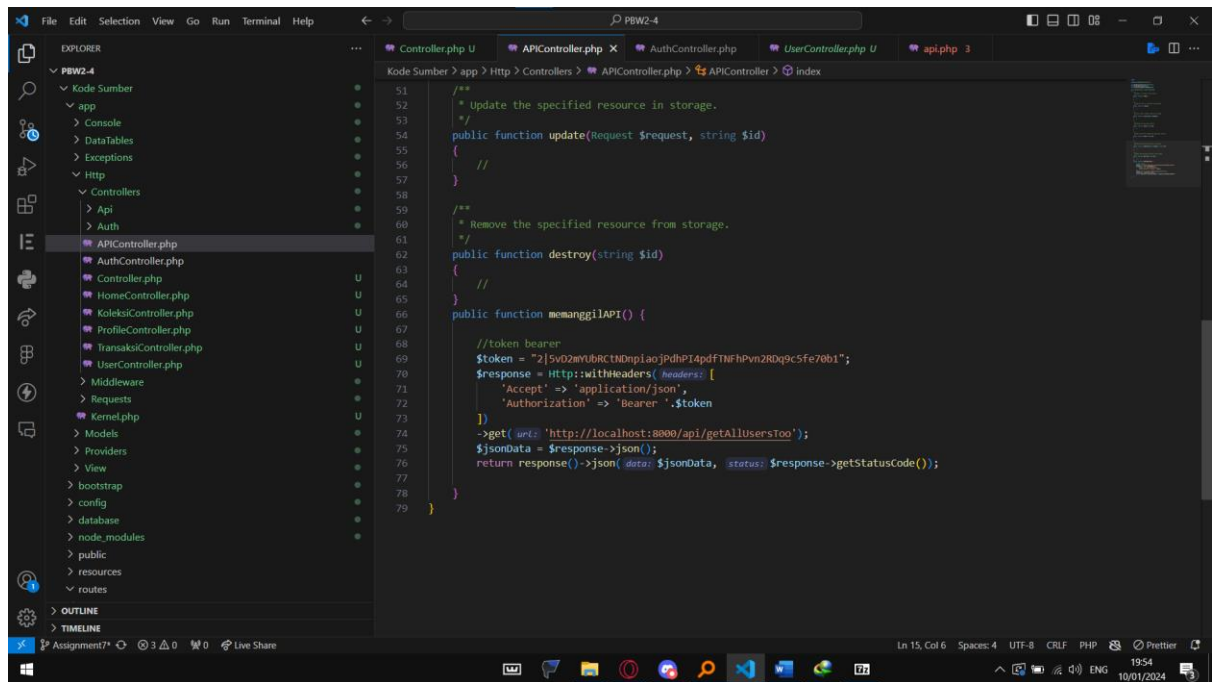 File Edit Selection View Go Run Terminal Help
PBW2-4
EXPLORER
PBW2-4
Kode Sumber
app
Console
DataTables
Exceptions
Http
Controllers
Api
Auth
APIController.php
AuthController.php
Controller.php U
HomeController.php U
KoleksiController.php U
ProfileController.php U
TransaksiController.php U
UserController.php U
Middleware
Requests
Kernel.php U
Models
Providers
View
bootstrap
config
database
node_modules
public
resources
routes
OUTLINE
TIMELINE
Controller.php U APIController.php AuthController.php UserController.php U api.php 3
Kode Sumber > app > Http > Controllers > APIController.php > APIController > index
51 /**
52 * Update the specified resource in storage.
53 */
54 public function update(Request $request, string $id)
55 {
56 //
57 }
58
59 /**
60 * Remove the specified resource from storage.
61 */
62 public function destroy(string $id)
63 {
64 //
65 }
66 public function memanggilAPI() {
67
68 //token bearer
69 $token = "2|5vD2mYUbRCtNDnpiaojPdhPI4pdfTNFhPvn2RDq9c5fe70b1";
70 $response = Http::withHeaders( headers: [
71 'Accept' => 'application/json',
72 'Authorization' => 'Bearer '.$token
73 ])
74 ->get( url: 'http://localhost:8000/api/getAllUsersToo');
75 $jsonData = $response->json();
76 return response()->json( data: $jsonData, status: $response->getStatusCode());
77
78 }
79 }
Assignment7* 3 0 0 Live Share Ln 15, Col 6 Spaces: 4 UTF-8 CRLF PHP Prettier
ENG 19:54
10/01/2024